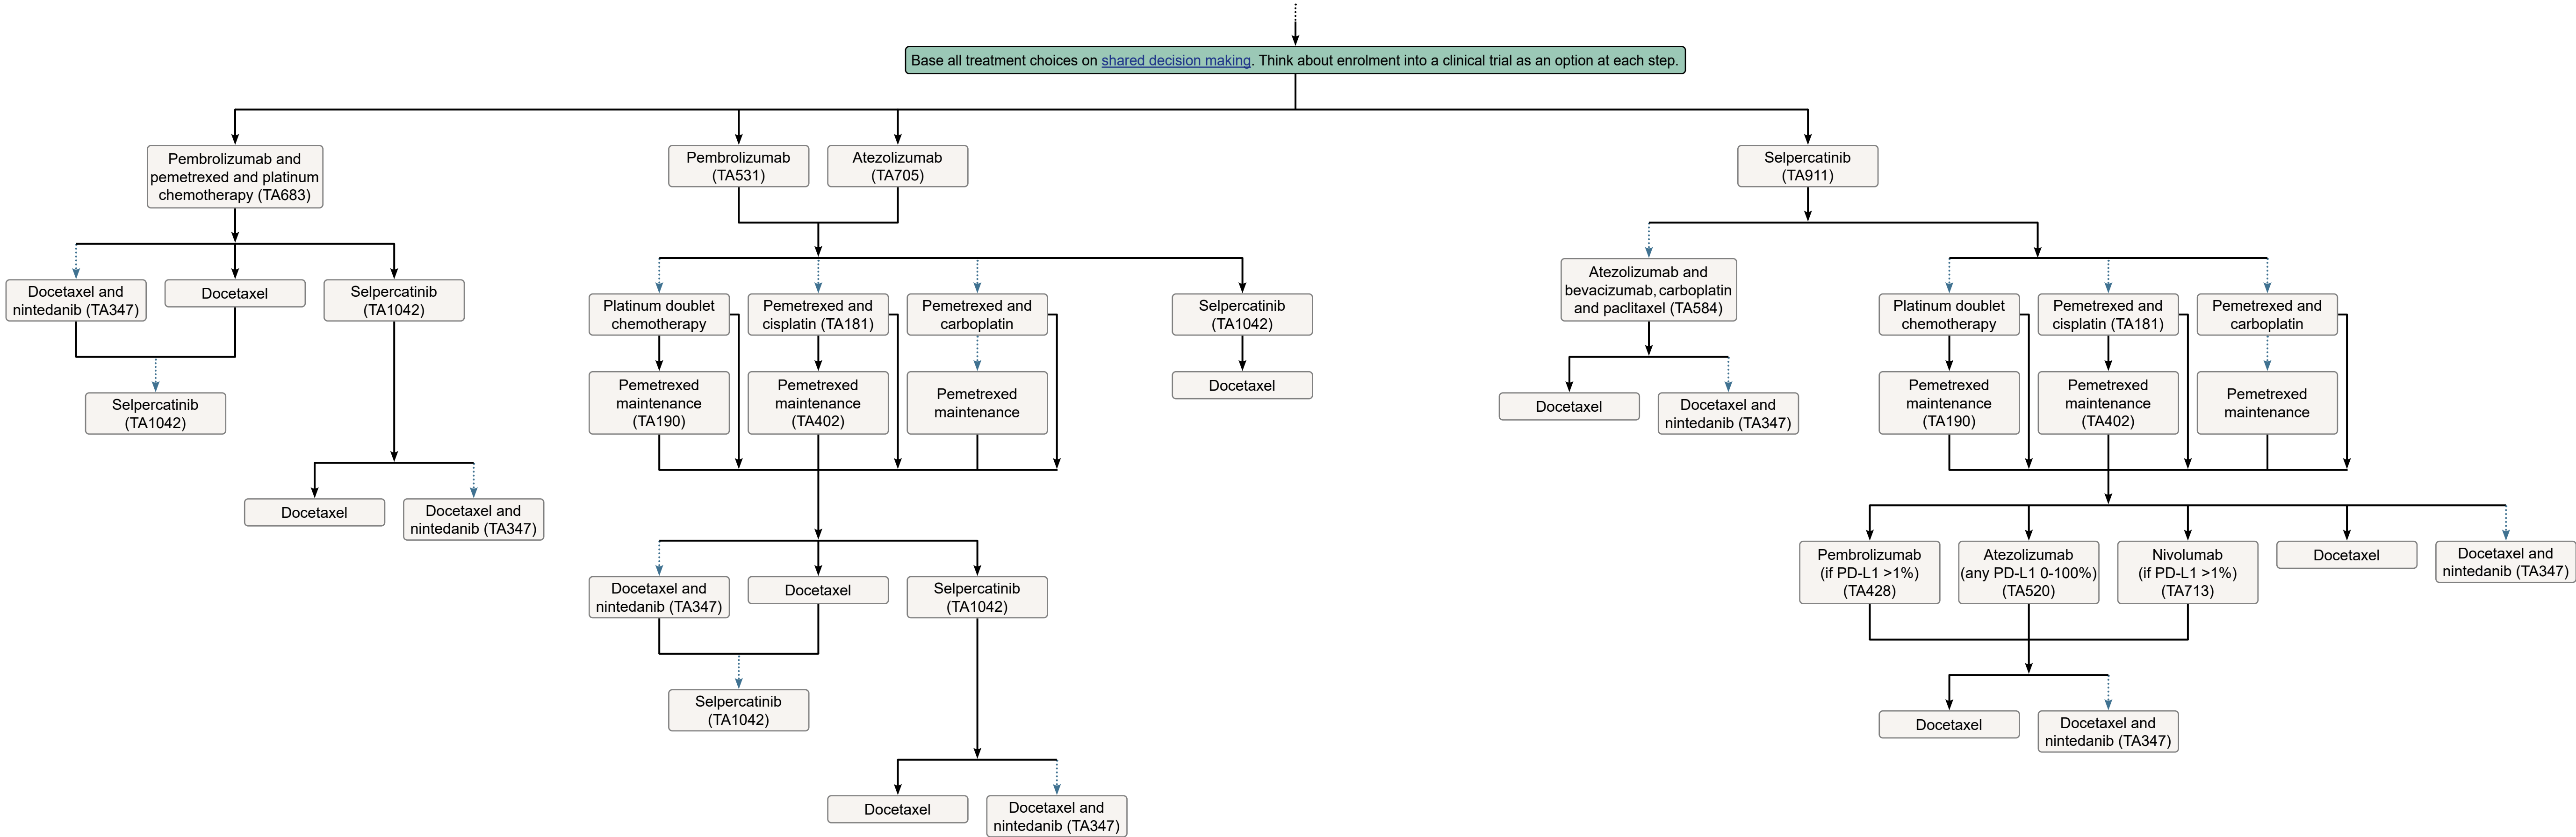 Base all treatment choices on shared decision making. Think about enrolment into a clinical trial as an option at each step.
Pembrolizumab and
pemetrexed and platinum
chemotherapy (TA683)
Pembrolizumab
(TA531)
Atezolizumab
(TA705)
Selpercatinib
(TA911)
Docetaxel and
nintedanib (TA347)
Docetaxel
Selpercatinib
(TA1042)
Selpercatinib
(TA1042)
Docetaxel
Docetaxel and
nintedanib (TA347)
Platinum doublet
chemotherapy
Pemetrexed and
cisplatin (TA181)
Pemetrexed and
carboplatin
Selpercatinib
(TA1042)
Pemetrexed
maintenance
(TA190)
Pemetrexed
maintenance
(TA402)
Pemetrexed
maintenance
Docetaxel
Docetaxel and
nintedanib (TA347)
Docetaxel
Selpercatinib
(TA1042)
Selpercatinib
(TA1042)
Docetaxel
Docetaxel and
nintedanib (TA347)
Atezolizumab and
bevacizumab, carboplatin
and paclitaxel (TA584)
Docetaxel
Docetaxel and
nintedanib (TA347)
Platinum doublet
chemotherapy
Pemetrexed and
cisplatin (TA181)
Pemetrexed and
carboplatin
Pemetrexed
maintenance
(TA190)
Pemetrexed
maintenance
(TA402)
Pemetrexed
maintenance
Pembrolizumab
(if PD-L1 >1%)
(TA428)
Atezolizumab
(any PD-L1 0-100%)
(TA520)
Nivolumab
(if PD-L1 >1%)
(TA713)
Docetaxel
Docetaxel and
nintedanib (TA347)
Docetaxel
Docetaxel and
nintedanib (TA347)